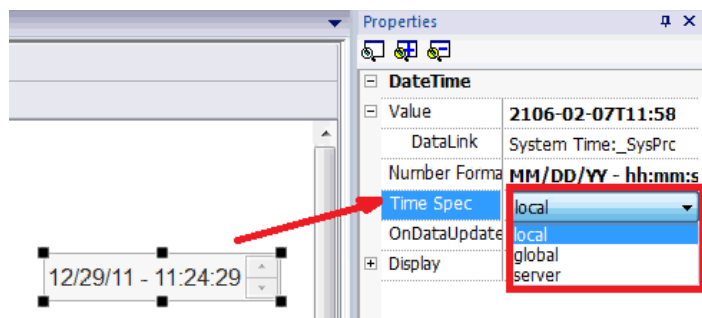 Properties
DateTime
Value 2106-02-07T11:58
DataLink System Time:_SysPrc
Number Forma MM/DD/YY - hh:mm:s
Time Spec local
OnDataUpdate local
Display global
server
12/29/11 - 11:24:29